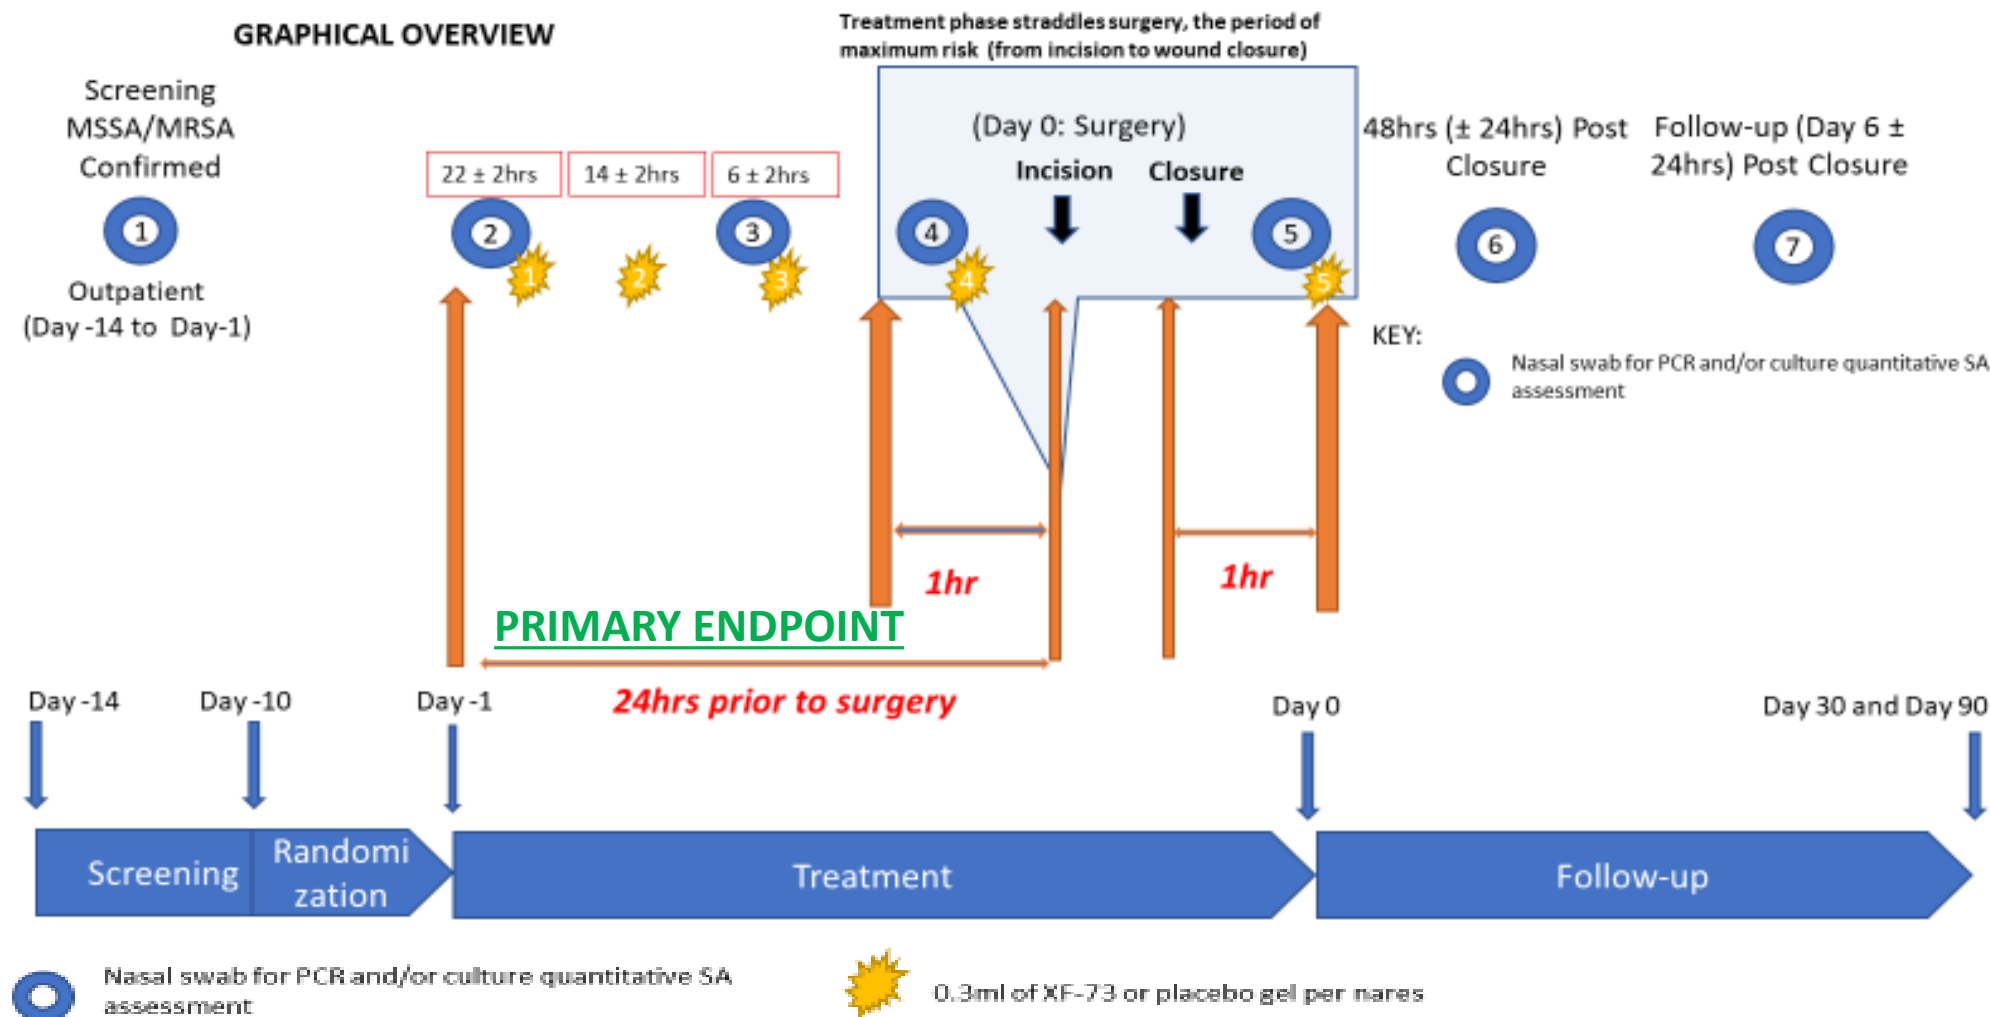 GRAPHICAL OVERVIEW
Treatment phase straddles surgery, the period of
maximum risk (from incision to wound closure)
Screening
MSSA/MRSA
Confirmed
1
Outpatient
(Day -14 to Day-1)
22 ± 2hrs
14 ± 2hrs
6 ± 2hrs
2
1
2
3
3
(Day 0: Surgery)
Incision
Closure
4
4
5
5
48hrs (± 24hrs) Post
Closure
6
Follow-up (Day 6 ±
24hrs) Post Closure
7
KEY:
Nasal swab for PCR and/or culture quantitative SA
assessment
1hr
1hr
PRIMARY ENDPOINT
24hrs prior to surgery
Day -14
Day -10
Day -1
Day 0
Day 30 and Day 90
Screening
Randomi
zation
Treatment
Follow-up
Nasal swab for PCR and/or culture quantitative SA
assessment
0.3ml of XF-73 or placebo gel per nares